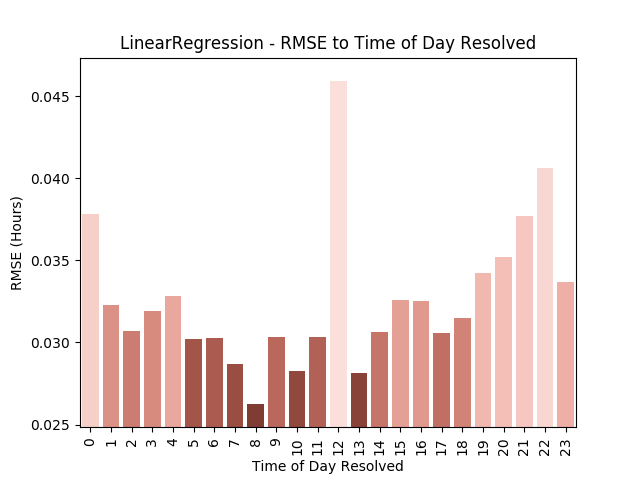 LinearRegression - RMSE to Time of Day Resolved
0.045
0.040
0.035
0.030
0.025
RMSE (Hours)
0 1 2 3 4 5 6 7 8 9 10 11 12 13 14 15 16 17 18 19 20 21 22 23
Time of Day Resolved